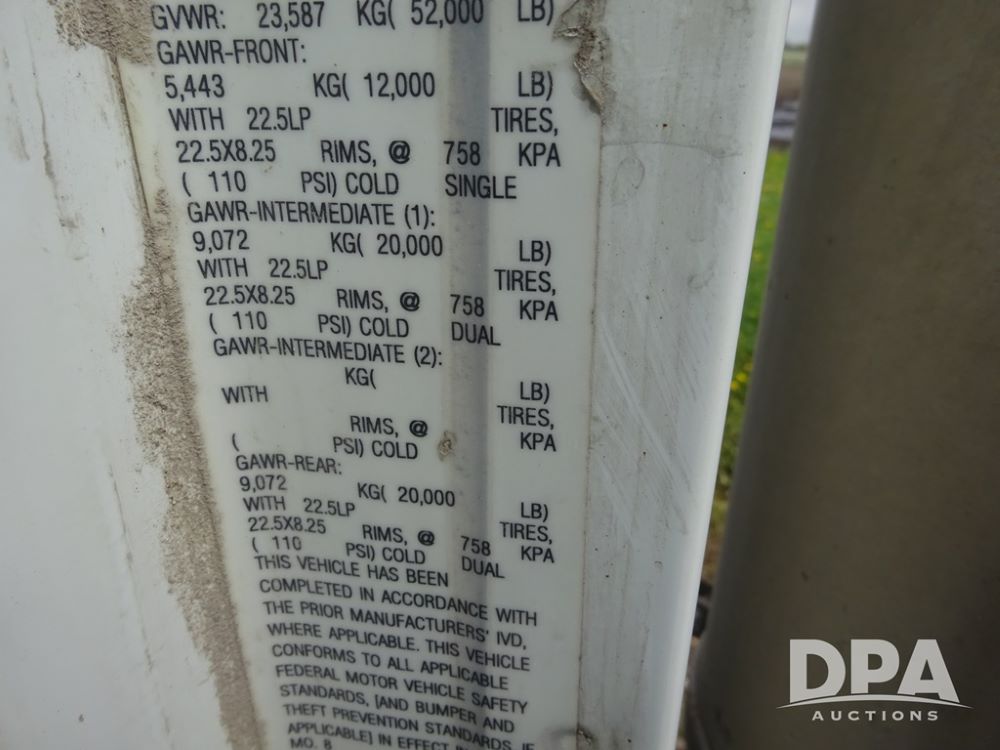 GVWR: 23,587 KG( 52,000 LB)
GAWR-FRONT:
5,443 KG( 12,000 LB)
WITH 22.5LP TIRES,
22.5X8.25 RIMS, @ 758 KPA
( 110 PSI) COLD SINGLE
GAWR-INTERMEDIATE (1):
9,072 KG( 20,000 LB)
WITH 22.5LP TIRES,
22.5X8.25 RIMS, @ 758 KPA
( 110 PSI) COLD DUAL
GAWR-INTERMEDIATE (2):
KG( LB)
WITH TIRES,
RIMS, @ KPA
( PSI) COLD
GAWR-REAR:
9,072 KG( 20,000 LB)
WITH 22.5LP TIRES,
22.5X8.25 RIMS, @ 758 KPA
( 110 PSI) COLD DUAL
THIS VEHICLE HAS BEEN
COMPLETED IN ACCORDANCE WITH
THE PRIOR MANUFACTURERS' IVD,
WHERE APPLICABLE. THIS VEHICLE
CONFORMS TO ALL APPLICABLE
FEDERAL MOTOR VEHICLE SAFETY
STANDARDS, [AND BUMPER AND
THEFT PREVENTION STANDARDS, IF
APPLICABLE] IN EFFECT IN
MO. 8
DPA
AUCTIONS